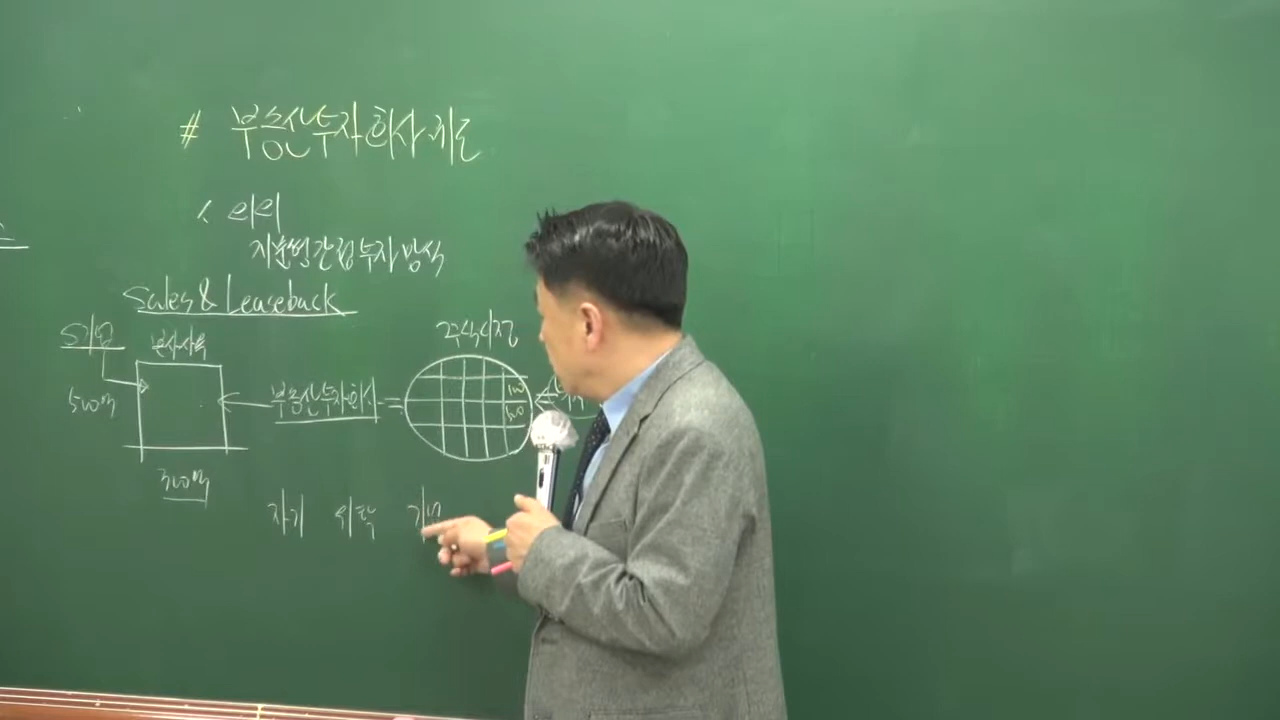 # 부동산투자회사제도
< 의의
지분형 간접투자 방식
Sales & Leaseback
S기업
본사사옥
주식시장
500억
부동산투자회사 =
100
500
300억
자기 위탁 기업